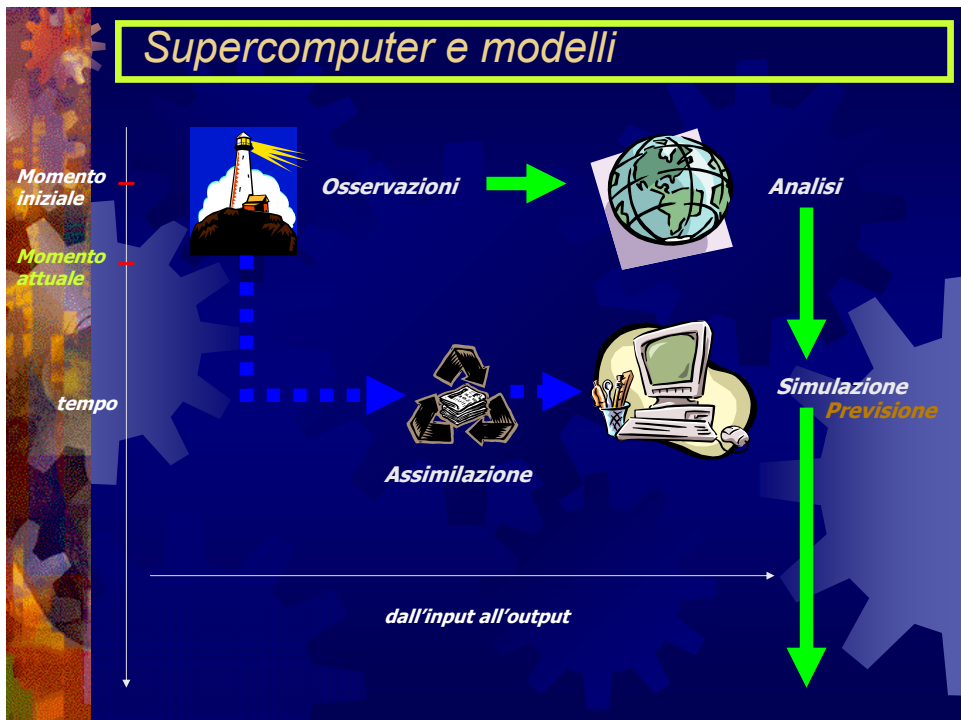 Supercomputer e modelli
Momento
iniziale
Osservazioni
Analisi
Momento
attuale
tempo
Simulazione
Previsione
Assimilazione
dall'input all'output